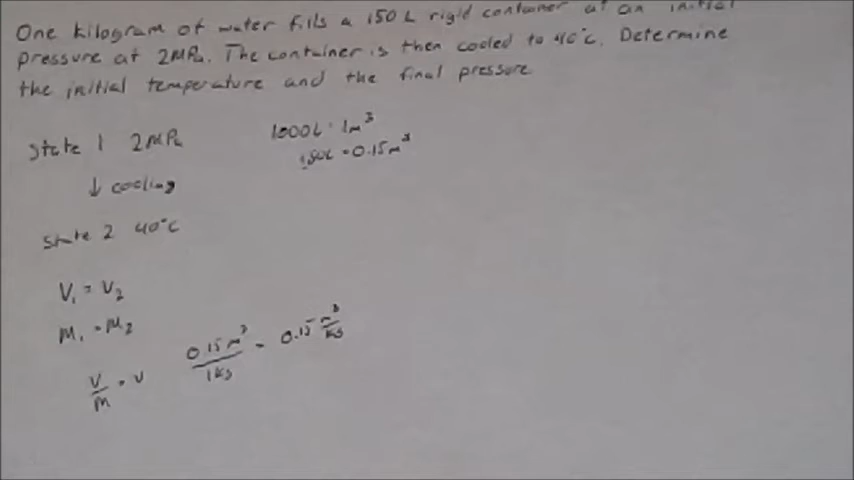 One kilogram of water fills a 150 L rigid container at an initial
pressure at 2MPa. The container is then cooled to 40°C. Determine
the initial temperature and the final pressure
State 1 2MPa
1000L · 1m³
150L = 0.15m³
↓ cooling
State 2 40°C
V₁ = V₂
M₁ = M₂
V/M = v 0.15m³/1kg = 0.15 m³/kg